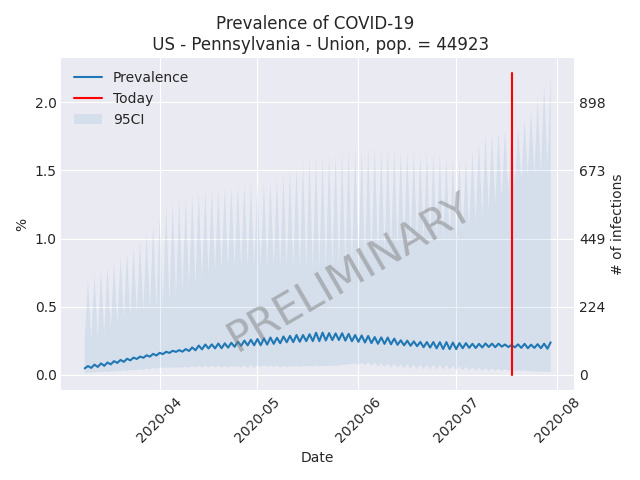 Prevalence of COVID-19
US - Pennsylvania - Union, pop. = 44923
Prevalence
Today
95CI
PRELIMINARY
%
2.0
1.5
1.0
0.5
0.0
898
673
449
224
0
# of infections
2020-04
2020-05
2020-06
2020-07
2020-08
Date